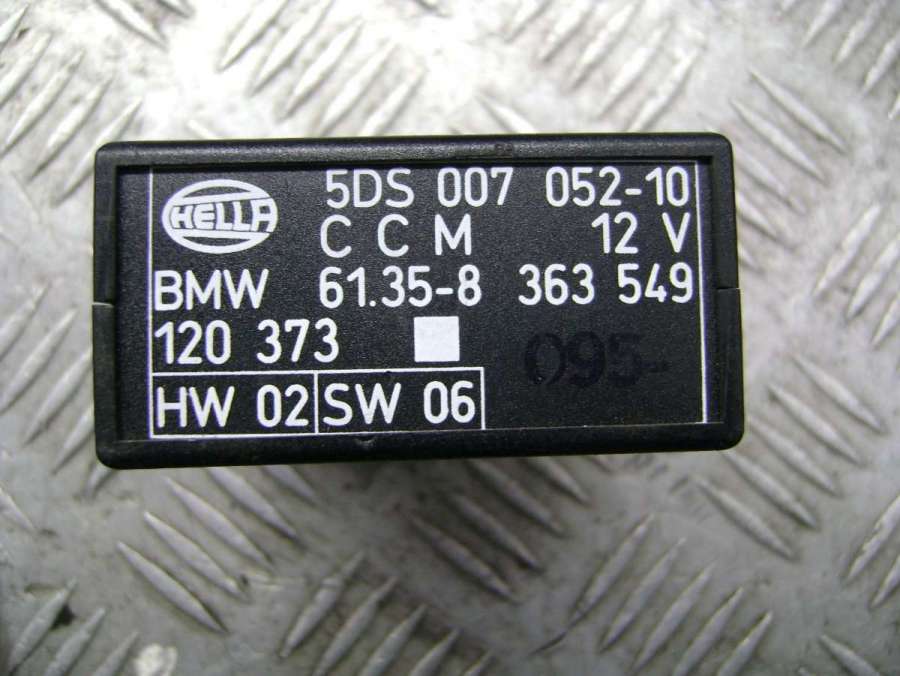 HELLA
5DS 007 052-10
C C M 12 V
BMW 61.35-8 363 549
120 373
095-
HW 02 SW 06